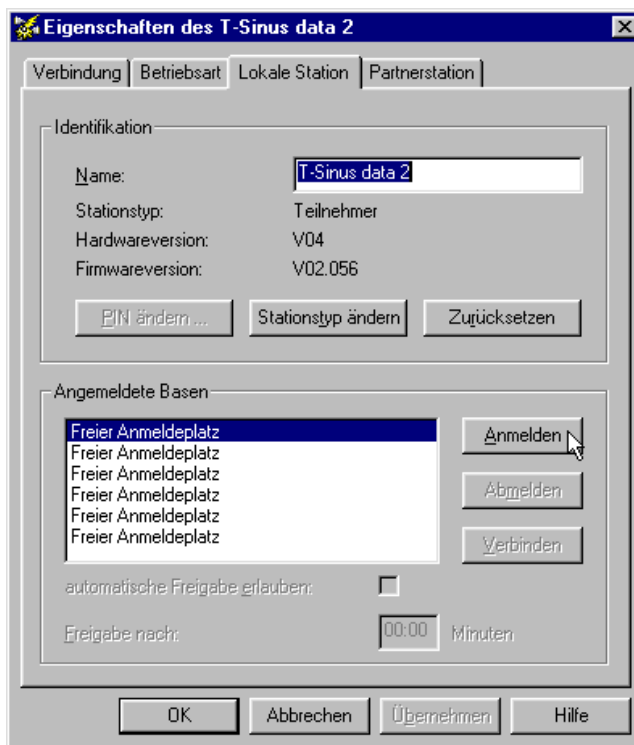 Eigenschaften des T-Sinus data 2
Verbindung Betriebsart Lokale Station Partnerstation
Identifikation
Name: T-Sinus data 2
Stationstyp: Teilnehmer
Hardwareversion: V04
Firmwareversion: V02.056
PIN ändern ... Stationstyp ändern Zurücksetzen
Angemeldete Basen
Freier Anmeldeplatz
Freier Anmeldeplatz
Freier Anmeldeplatz
Freier Anmeldeplatz
Freier Anmeldeplatz
Freier Anmeldeplatz
Anmelden
Abmelden
Verbinden
automatische Freigabe erlauben:
Freigabe nach: 00:00 Minuten
OK Abbrechen Übernehmen Hilfe